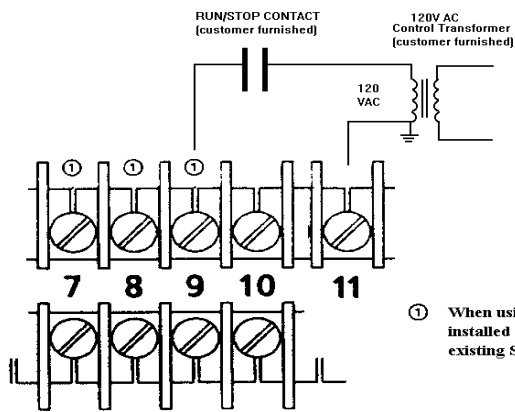 RUN/STOP CONTACT
(customer furnished)
120V AC
Control Transformer
(customer furnished)
120
VAC
1 1 1
7 8 9 10 11
1 When usi
installed
existing S